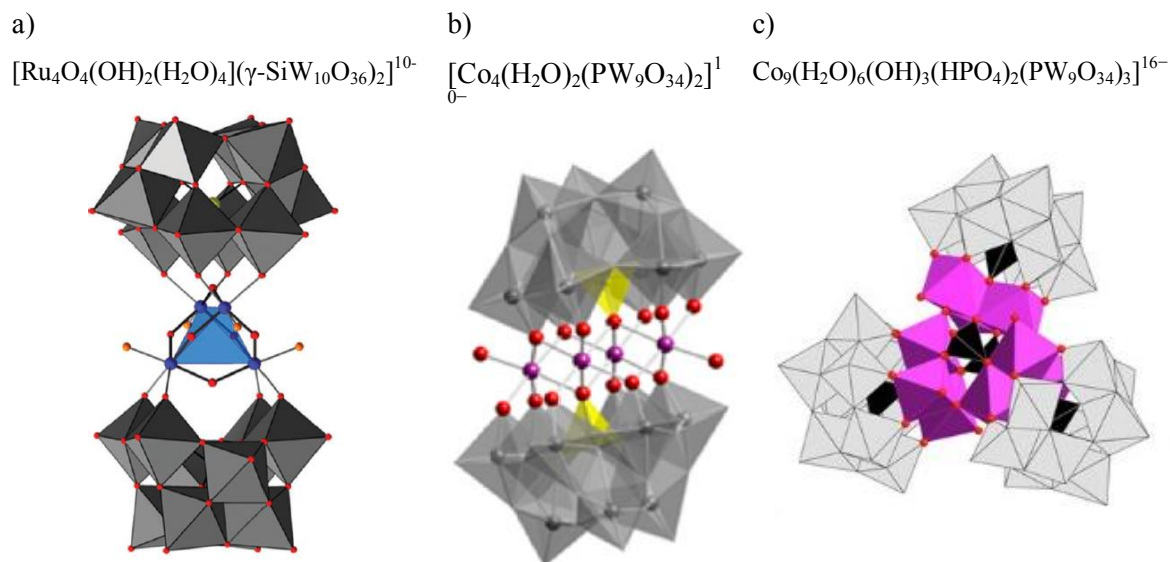 a)
[Ru₄O₄(OH)₂(H₂O)₄](γ-SiW₁₀O₃₆)₂]¹⁰⁻
b)
[Co₄(H₂O)₂(PW₉O₃₄)₂]¹
⁰⁻
c)
Co₉(H₂O)₆(OH)₃(HPO₄)₂(PW₉O₃₄)₃]¹⁶⁻